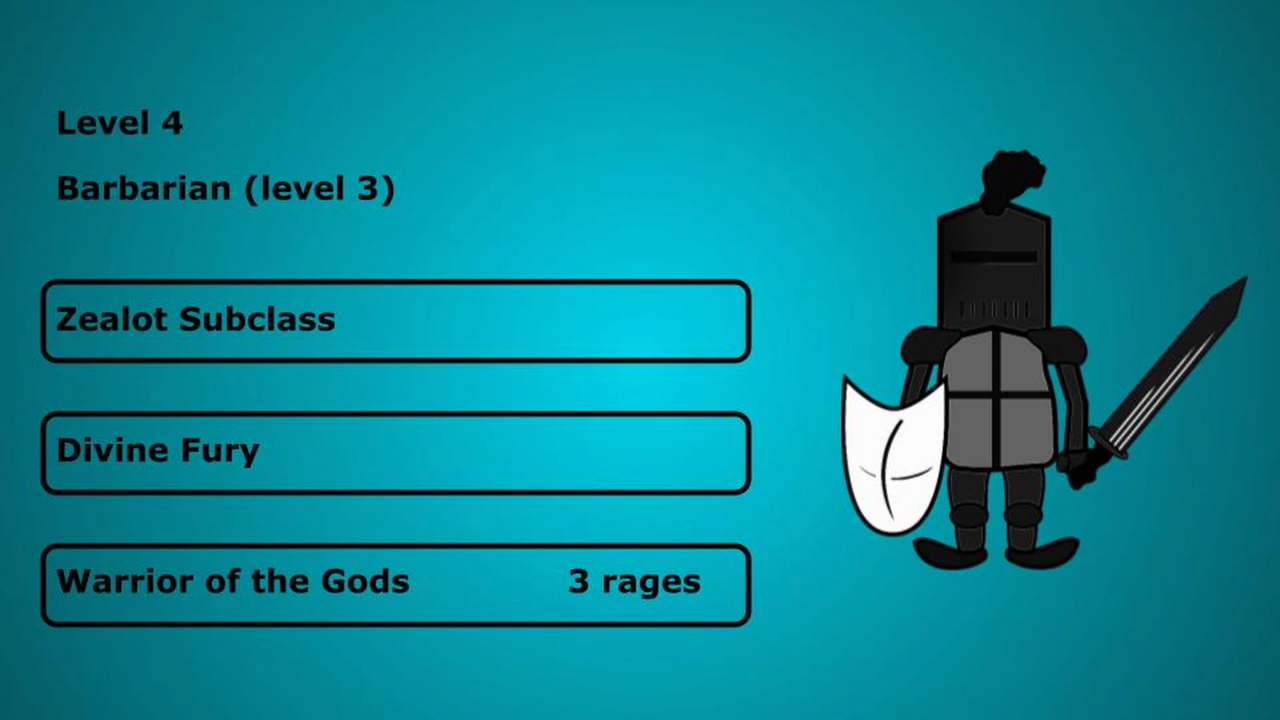 Level 4
Barbarian (level 3)
Zealot Subclass
Divine Fury
Warrior of the Gods 3 rages